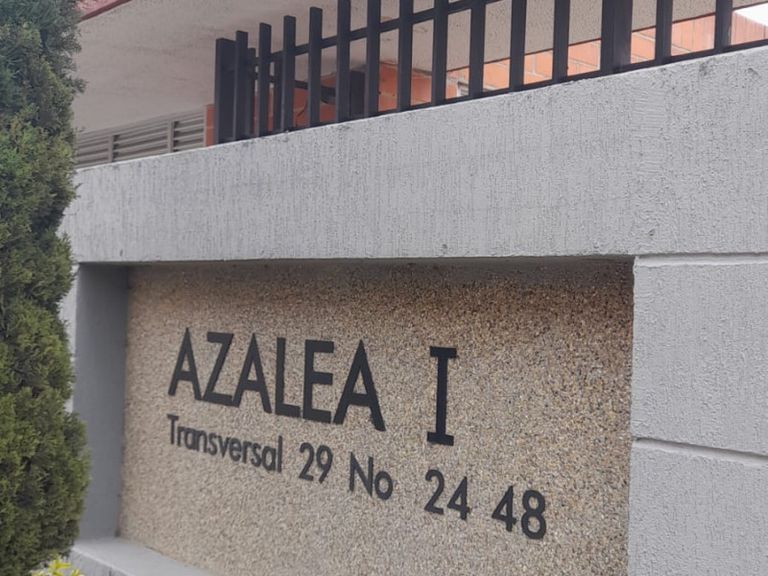 AZALEA I
Transversal 29 No 24 48